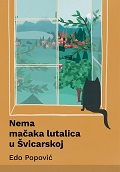 Nema
mačaka lutalica
u Švicarskoj
Edo Popović